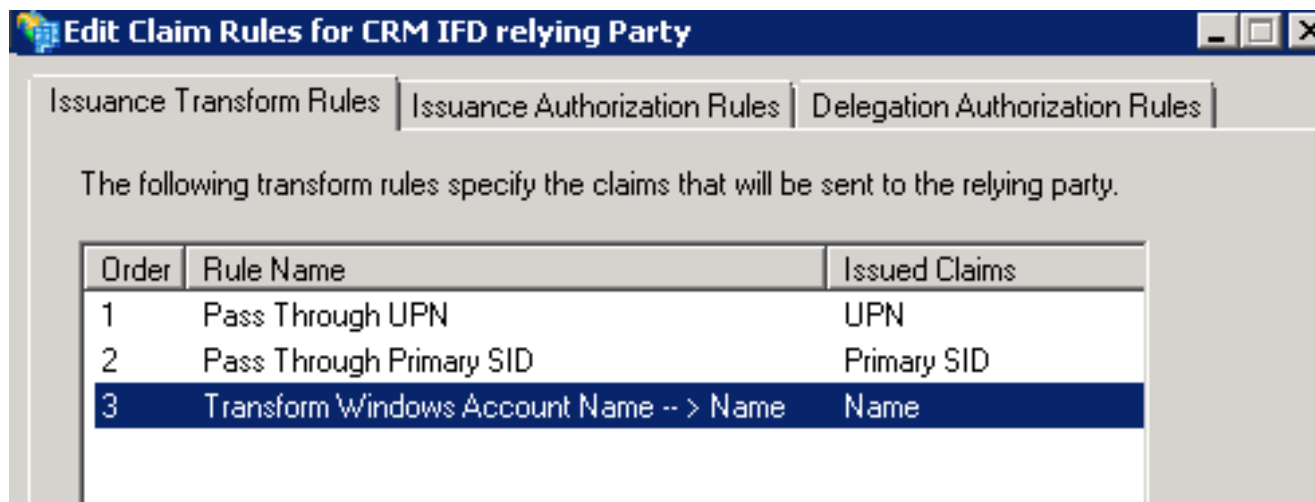 Edit Claim Rules for CRM IFD relying Party
Issuance Transform Rules Issuance Authorization Rules Delegation Authorization Rules
The following transform rules specify the claims that will be sent to the relying party.
Order Rule Name Issued Claims
1 Pass Through UPN UPN
2 Pass Through Primary SID Primary SID
3 Transform Windows Account Name -- > Name Name